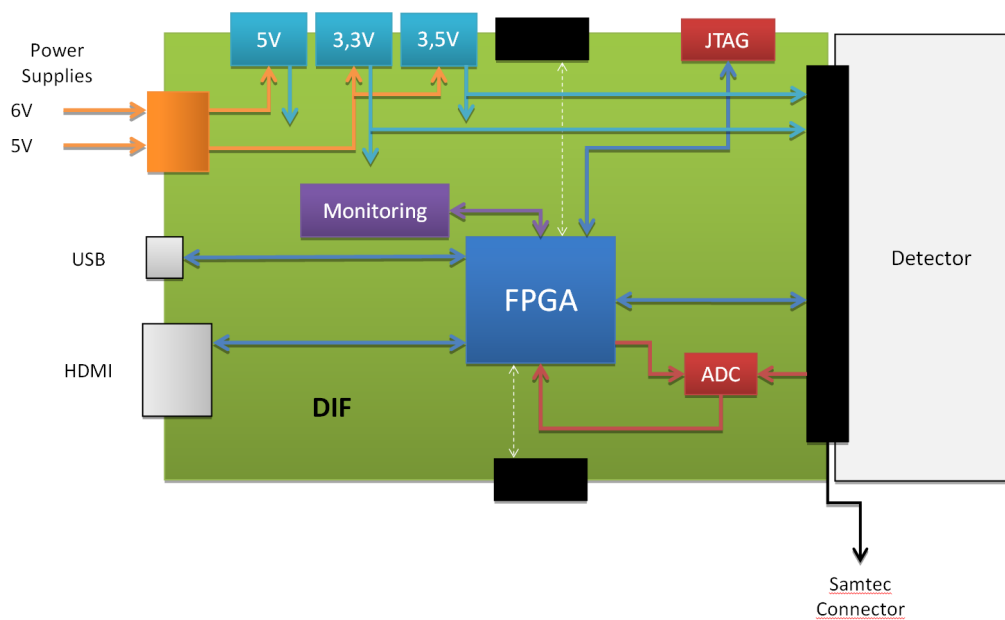 5V
3,3V
3,5V
JTAG
Power
Supplies
6V
5V
Monitoring
USB
FPGA
Detector
HDMI
ADC
DIF
Samtec
Connector